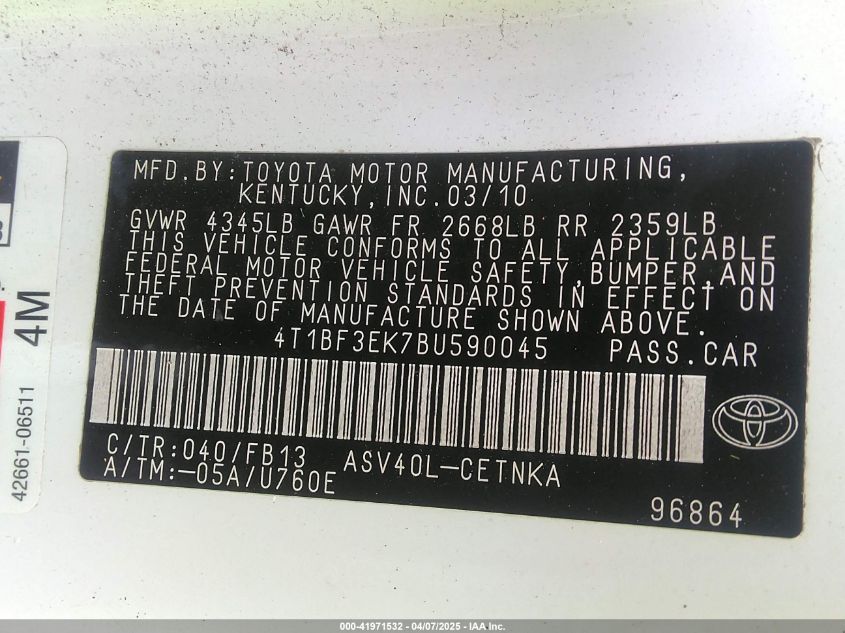 MFD.BY:TOYOTA MOTOR MANUFACTURING,
KENTUCKY,INC.03/10
GVWR 4345LB GAWR FR 2668LB RR 2359LB
THIS VEHICLE CONFORMS TO ALL APPLICABLE
FEDERAL MOTOR VEHICLE SAFETY,BUMPER,AND
THEFT PREVENTION STANDARDS IN EFFECT ON
THE DATE OF MANUFACTURE SHOWN ABOVE.
4T1BF3EK7BU590045 PASS.CAR
C/TR:040/FB13 ASV40L-CETNKA
A/TM:-05A/U760E
96864
4M
42661-06511
000-41971532 | 04/07/2025 - IAA Inc.